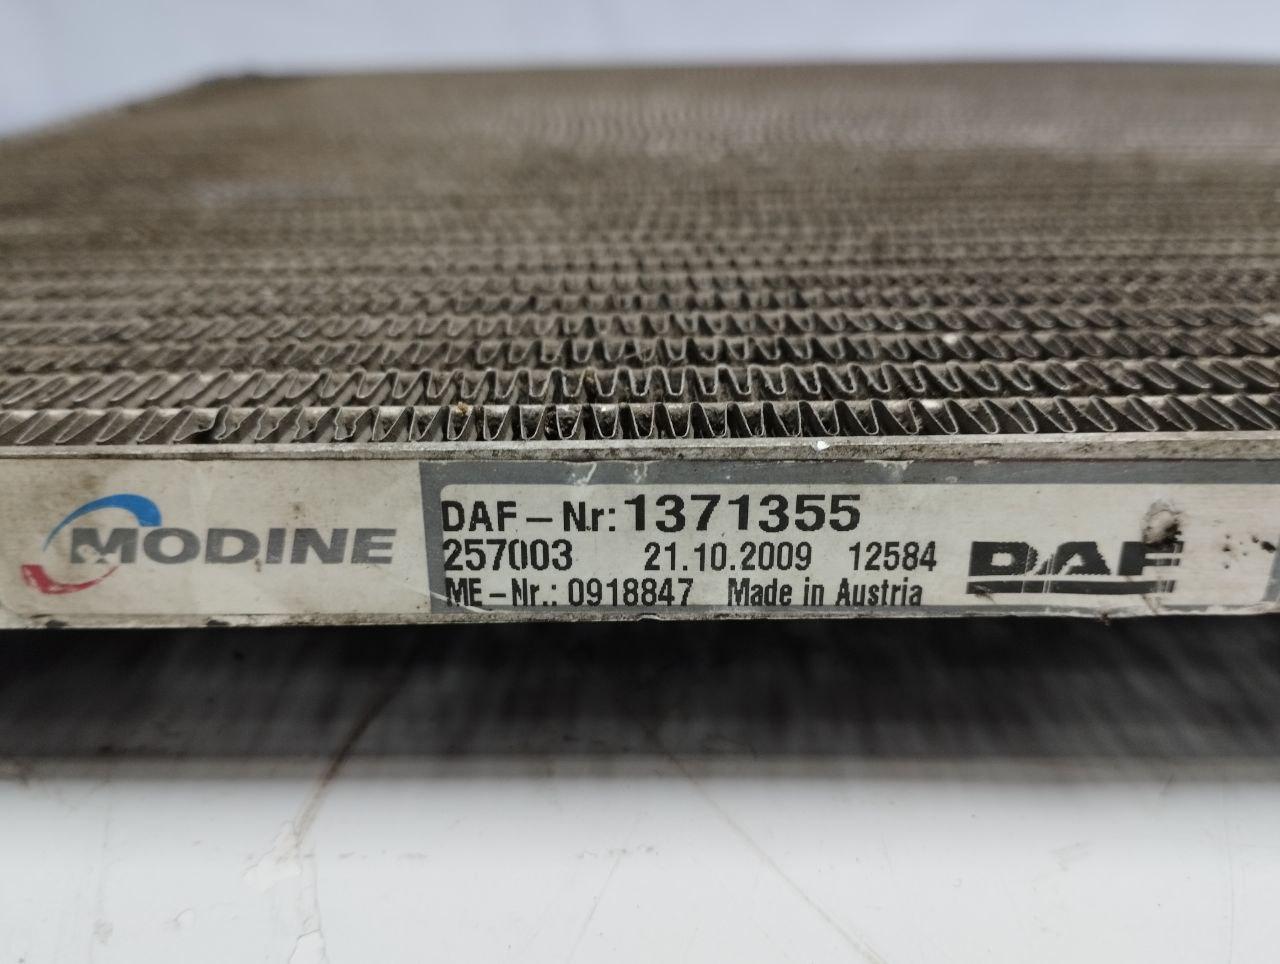 MODINE
DAF-Nr: 1371355
257003 21.10.2009 12584
ME-Nr.: 0918847 Made in Austria
DAF